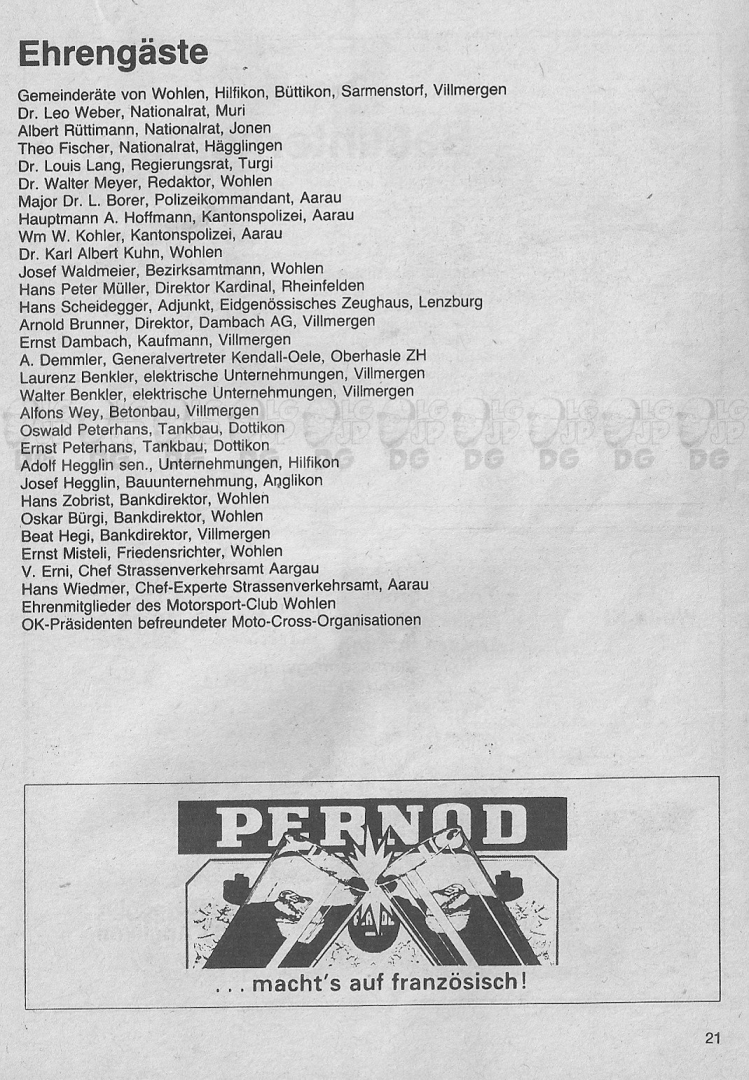 Ehrengäste
Gemeinderäte von Wohlen, Hilfikon, Büttikon, Sarmenstorf, Villmergen
Dr. Leo Weber, Nationalrat, Muri
Albert Rüttimann, Nationalrat, Jonen
Theo Fischer, Nationalrat, Hägglingen
Dr. Louis Lang, Regierungsrat, Turgi
Dr. Walter Meyer, Redaktor, Wohlen
Major Dr. L. Borer, Polizeikommandant, Aarau
Hauptmann A. Hoffmann, Kantonspolizei, Aarau
Wm W. Kohler, Kantonspolizei, Aarau
Dr. Karl Albert Kuhn, Wohlen
Josef Waldmeier, Bezirksamtmann, Wohlen
Hans Peter Müller, Direktor Kardinal, Rheinfelden
Hans Scheidegger, Adjunkt, Eidgenössisches Zeughaus, Lenzburg
Arnold Brunner, Direktor, Dambach AG, Villmergen
Ernst Dambach, Kaufmann, Villmergen
A. Demmler, Generalvertreter Kendall-Oele, Oberhasle ZH
Laurenz Benkler, elektrische Unternehmungen, Villmergen
Walter Benkler, elektrische Unternehmungen, Villmergen
Alfons Wey, Betonbau, Villmergen
Oswald Peterhans, Tankbau, Dottikon
Ernst Peterhans, Tankbau, Dottikon
Adolf Hegglin sen., Unternehmungen, Hilfikon
Josef Hegglin, Bauunternehmung, Anglikon
Hans Zobrist, Bankdirektor, Wohlen
Oskar Bürgi, Bankdirektor, Wohlen
Beat Hegi, Bankdirektor, Villmergen
Ernst Misteli, Friedensrichter, Wohlen
V. Erni, Chef Strassenverkehrsamt Aargau
Hans Wiedmer, Chef-Experte Strassenverkehrsamt, Aarau
Ehrenmitglieder des Motorsport-Club Wohlen
OK-Präsidenten befreundeter Moto-Cross-Organisationen
PERNOD
. . . macht's auf französisch!
21